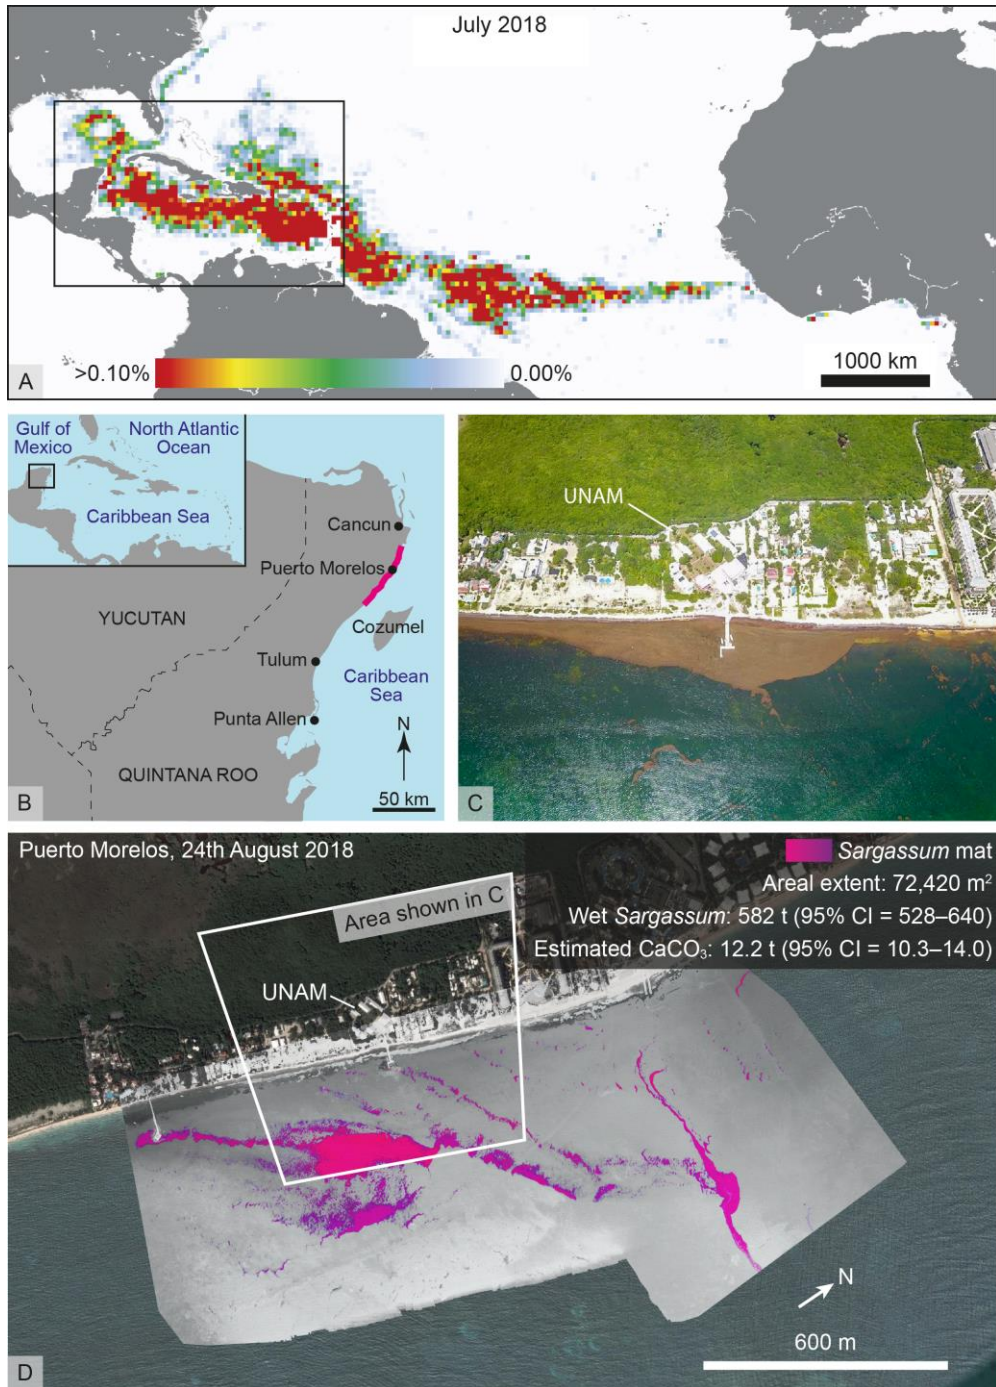 July 2018
>0.10%
0.00%
1000 km
A
Gulf of
Mexico
North Atlantic
Ocean
Caribbean Sea
Cancun
Puerto Morelos
YUCUTAN
Cozumel
Tulum
Caribbean
Sea
Punta Allen
N
QUINTANA ROO
50 km
B
UNAM
C
Puerto Morelos, 24th August 2018
Sargassum mat
Areal extent: 72,420 m²
Wet Sargassum: 582 t (95% CI = 528–640)
Estimated CaCO₃: 12.2 t (95% CI = 10.3–14.0)
Area shown in C
UNAM
N
600 m
D